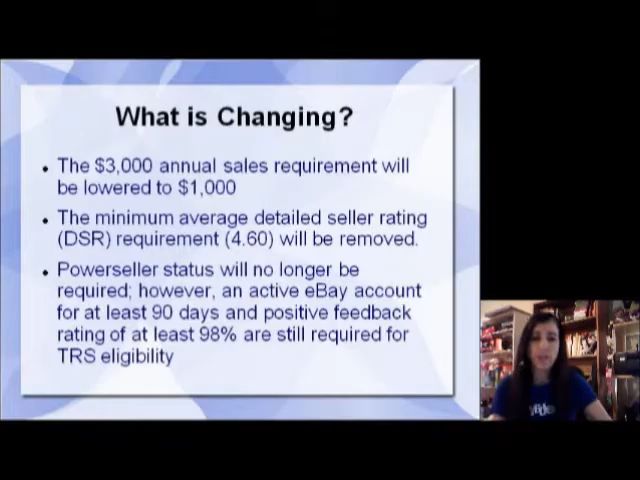 What is Changing?
• The $3,000 annual sales requirement will
be lowered to $1,000
• The minimum average detailed seller rating
(DSR) requirement (4.60) will be removed.
• Powerseller status will no longer be
required; however, an active eBay account
for at least 90 days and positive feedback
rating of at least 98% are still required for
TRS eligibility